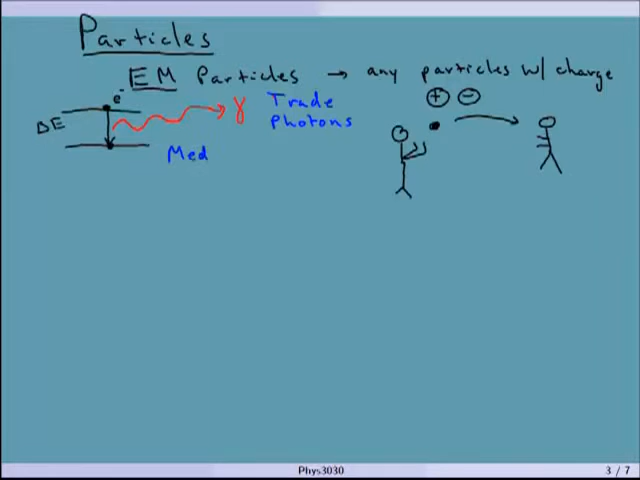 Particles
EM Particles → any particles w/ charge
+ -
e-
ΔE
γ
Trade
Photons
Med
Phys3030
3 / 7